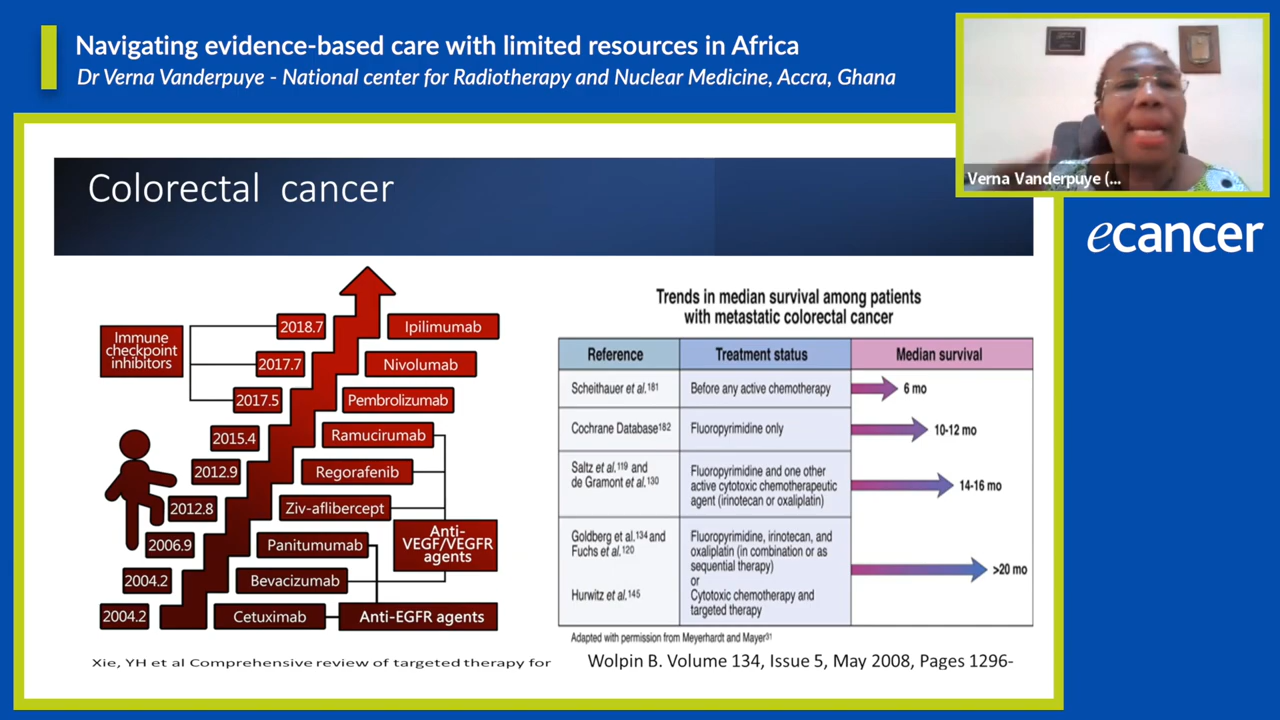 Navigating evidence-based care with limited resources in Africa
Dr Verna Vanderpuye - National center for Radiotherapy and Nuclear Medicine, Accra, Ghana
Verna Vanderpuye (...
ecancer
Colorectal cancer
Immune
checkpoint
inhibitors
2018.7
Ipilimumab
2017.7
Nivolumab
2017.5
Pembrolizumab
2015.4
Ramucirumab
2012.9
Regorafenib
2012.8
Ziv-aflibercept
Anti-
VEGF/VEGFR
agents
2006.9
Panitumumab
2004.2
Bevacizumab
2004.2
Cetuximab
Anti-EGFR agents
Xie, YH et al Comprehensive review of targeted therapy for
Trends in median survival among patients
with metastatic colorectal cancer
Reference
Treatment status
Median survival
Scheithauer et al.181
Before any active chemotherapy
6 mo
Cochrane Database182
Fluoropyrimidine only
10-12 mo
Saltz et al.119 and
de Gramont et al.130
Fluoropyrimidine and one other
active cytotoxic chemotherapeutic
agent (irinotecan or oxaliplatin)
14-16 mo
Goldberg et al.134 and
Fuchs et al.120
Hurwitz et al.145
Fluoropyrimidine, irinotecan, and
oxaliplatin (in combination or as
sequential therapy)
or
Cytotoxic chemotherapy and
targeted therapy
>20 mo
Adapted with permission from Meyerhardt and Mayer31
Wolpin B. Volume 134, Issue 5, May 2008, Pages 1296-